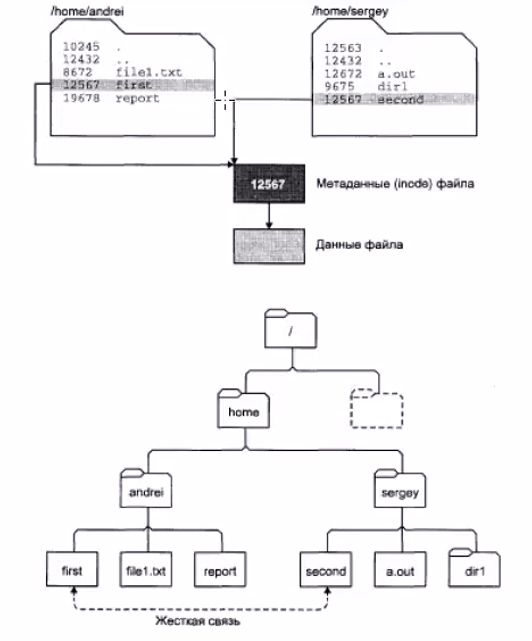 /home/andrei
/home/sergey
10245 .
12432 ..
8672 file1.txt
12567 first
19678 report
12563 .
12432 ..
12672 a.out
9675 dir1
12567 second
12567
Метаданные (inode) файла
Данные файла
/
home
andrei
sergey
first
file1.txt
report
second
a.out
dir1
Жесткая связь